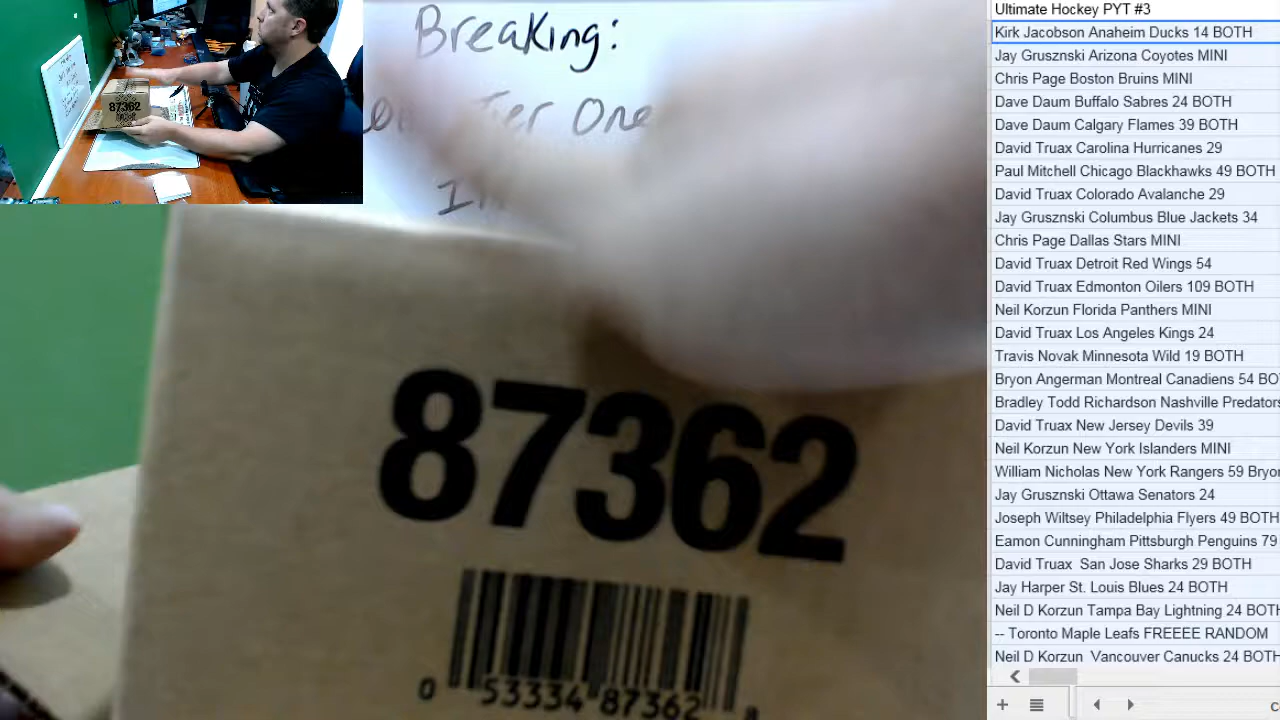 Breaking:
Tier One
87362
0 53334 87362 8
87362
Ultimate Hockey PYT #3
Kirk Jacobson Anaheim Ducks 14 BOTH
Jay Grusznski Arizona Coyotes MINI
Chris Page Boston Bruins MINI
Dave Daum Buffalo Sabres 24 BOTH
Dave Daum Calgary Flames 39 BOTH
David Truax Carolina Hurricanes 29
Paul Mitchell Chicago Blackhawks 49 BOTH
David Truax Colorado Avalanche 29
Jay Grusznski Columbus Blue Jackets 34
Chris Page Dallas Stars MINI
David Truax Detroit Red Wings 54
David Truax Edmonton Oilers 109 BOTH
Neil Korzun Florida Panthers MINI
David Truax Los Angeles Kings 24
Travis Novak Minnesota Wild 19 BOTH
Bryon Angerman Montreal Canadiens 54 BO
Bradley Todd Richardson Nashville Predators
David Truax New Jersey Devils 39
Neil Korzun New York Islanders MINI
William Nicholas New York Rangers 59 Bryo
Jay Grusznski Ottawa Senators 24
Joseph Wiltsey Philadelphia Flyers 49 BOTH
Eamon Cunningham Pittsburgh Penguins 79
David Truax San Jose Sharks 29 BOTH
Jay Harper St. Louis Blues 24 BOTH
Neil D Korzun Tampa Bay Lightning 24 BOTH
-- Toronto Maple Leafs FREEEE RANDOM
Neil D Korzun Vancouver Canucks 24 BOTH